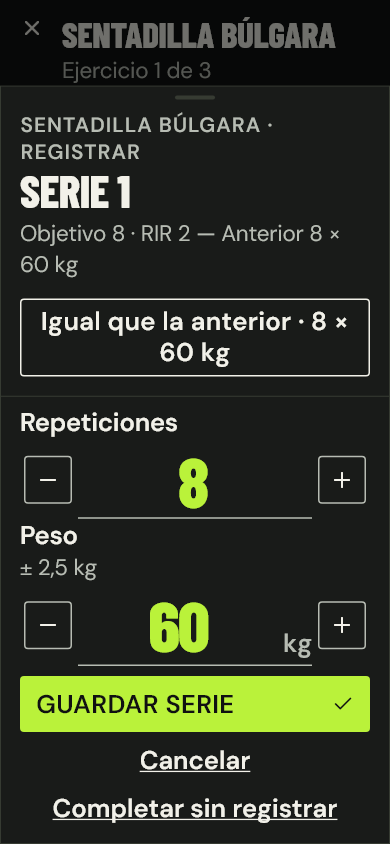 × SENTADILLA BÚLGARA
Ejercicio 1 de 3
SENTADILLA BÚLGARA ·
REGISTRAR
SERIE 1
Objetivo 8 · RIR 2 — Anterior 8 ×
60 kg
Igual que la anterior · 8 ×
60 kg
Repeticiones
− 8 +
Peso
± 2,5 kg
− 60 kg +
GUARDAR SERIE ✓
Cancelar
Completar sin registrar